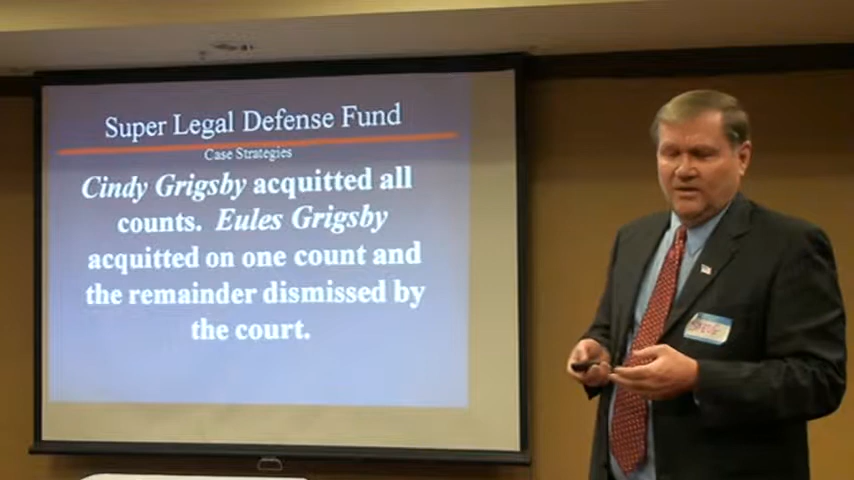 Super Legal Defense Fund
Case Strategies
Cindy Grigsby acquitted all
counts. Eules Grigsby
acquitted on one count and
the remainder dismissed by
the court.